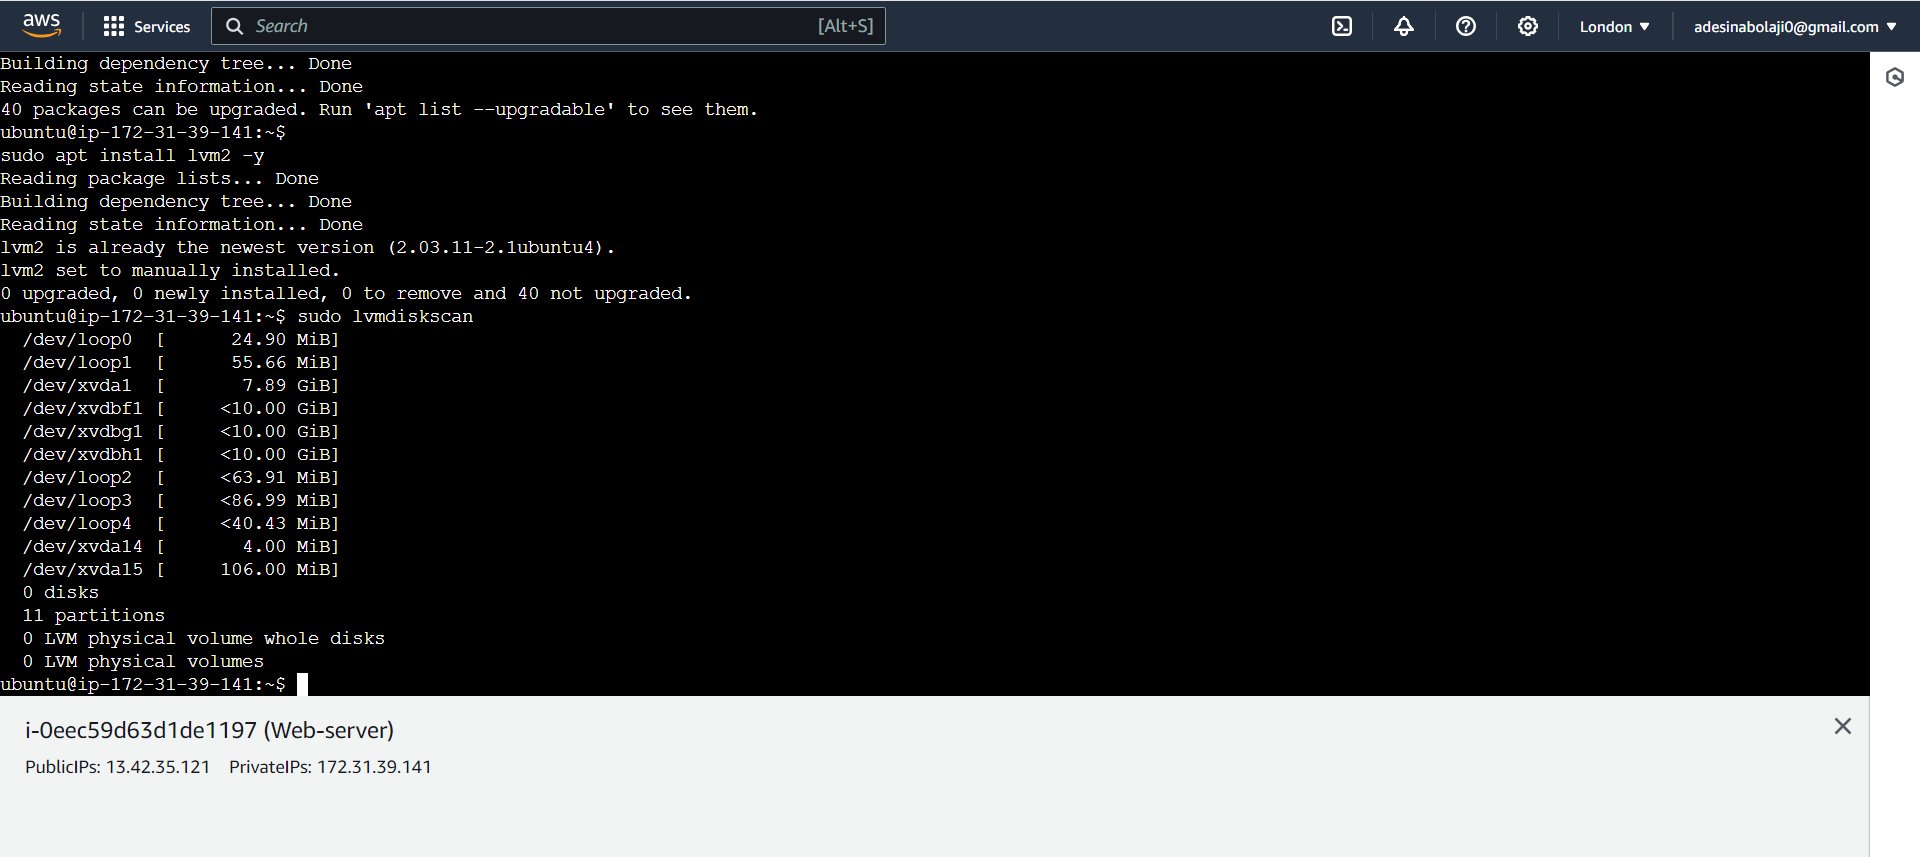 aws Services Search [Alt+S] London adesinabolaji0@gmail.com
Building dependency tree... Done
Reading state information... Done
40 packages can be upgraded. Run 'apt list --upgradable' to see them.
ubuntu@ip-172-31-39-141:~$
sudo apt install lvm2 -y
Reading package lists... Done
Building dependency tree... Done
Reading state information... Done
lvm2 is already the newest version (2.03.11-2.1ubuntu4).
lvm2 set to manually installed.
0 upgraded, 0 newly installed, 0 to remove and 40 not upgraded.
ubuntu@ip-172-31-39-141:~$ sudo lvmdiskscan
/dev/loop0 [ 24.90 MiB]
/dev/loop1 [ 55.66 MiB]
/dev/xvda1 [ 7.89 GiB]
/dev/xvdbf1 [ <10.00 GiB]
/dev/xvdbg1 [ <10.00 GiB]
/dev/xvdbh1 [ <10.00 GiB]
/dev/loop2 [ <63.91 MiB]
/dev/loop3 [ <86.99 MiB]
/dev/loop4 [ <40.43 MiB]
/dev/xvda14 [ 4.00 MiB]
/dev/xvda15 [ 106.00 MiB]
0 disks
11 partitions
0 LVM physical volume whole disks
0 LVM physical volumes
ubuntu@ip-172-31-39-141:~$
i-0eec59d63d1de1197 (Web-server)
PublicIPs: 13.42.35.121 PrivateIPs: 172.31.39.141